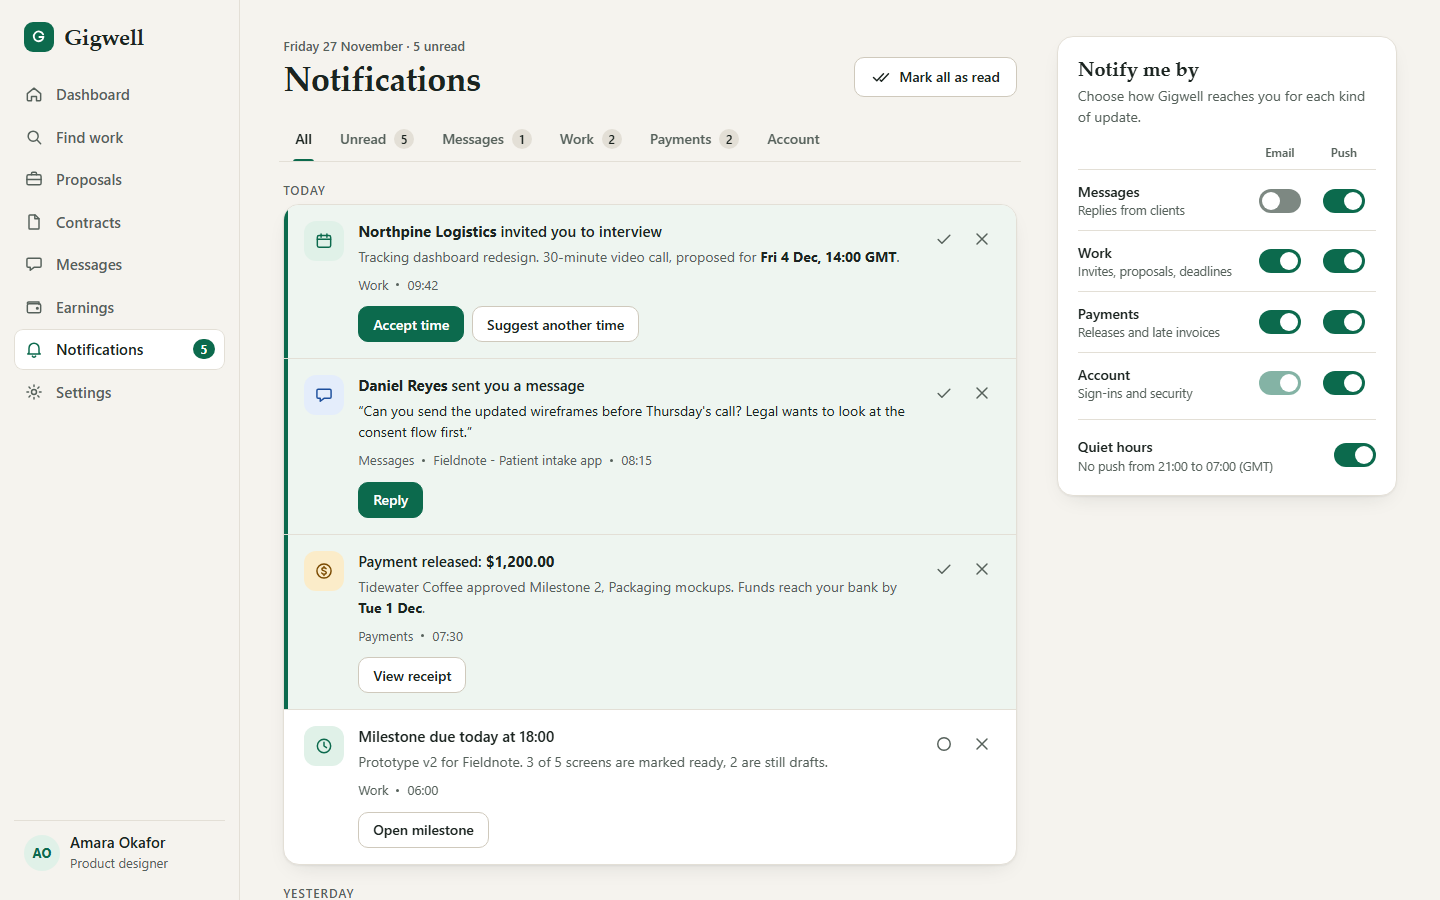 G Gigwell
Dashboard
Find work
Proposals
Contracts
Messages
Earnings
Notifications 5
Settings
AO
Amara Okafor
Product designer
Friday 27 November · 5 unread
Notifications
Mark all as read
All Unread 5 Messages 1 Work 2 Payments 2 Account
TODAY
Northpine Logistics invited you to interview
Tracking dashboard redesign. 30-minute video call, proposed for Fri 4 Dec, 14:00 GMT.
Work • 09:42
Accept time Suggest another time
Daniel Reyes sent you a message
“Can you send the updated wireframes before Thursday's call? Legal wants to look at the
consent flow first.”
Messages • Fieldnote - Patient intake app • 08:15
Reply
Payment released: $1,200.00
Tidewater Coffee approved Milestone 2, Packaging mockups. Funds reach your bank by
Tue 1 Dec.
Payments • 07:30
View receipt
Milestone due today at 18:00
Prototype v2 for Fieldnote. 3 of 5 screens are marked ready, 2 are still drafts.
Work • 06:00
Open milestone
YESTERDAY
Notify me by
Choose how Gigwell reaches you for each kind
of update.
Email Push
Messages
Replies from clients
Work
Invites, proposals, deadlines
Payments
Releases and late invoices
Account
Sign-ins and security
Quiet hours
No push from 21:00 to 07:00 (GMT)